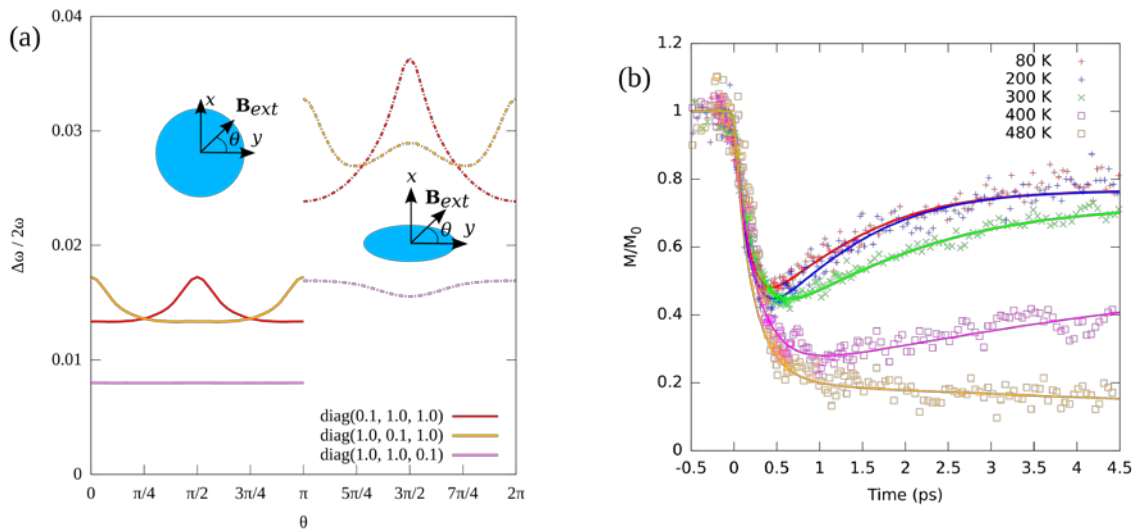 (a)
0.04
0.03
0.02
0.01
0
Δω / 2ω
x
B_ext
θ
y
x
B_ext
θ
y
diag(0.1, 1.0, 1.0)
diag(1.0, 0.1, 1.0)
diag(1.0, 1.0, 0.1)
0 π/4 π/2 3π/4 π 5π/4 3π/2 7π/4 2π
θ
(b)
1.2
1
0.8
0.6
0.4
0.2
0
M/M₀
80 K
200 K
300 K
400 K
480 K
-0.5 0 0.5 1 1.5 2 2.5 3 3.5 4 4.5
Time (ps)